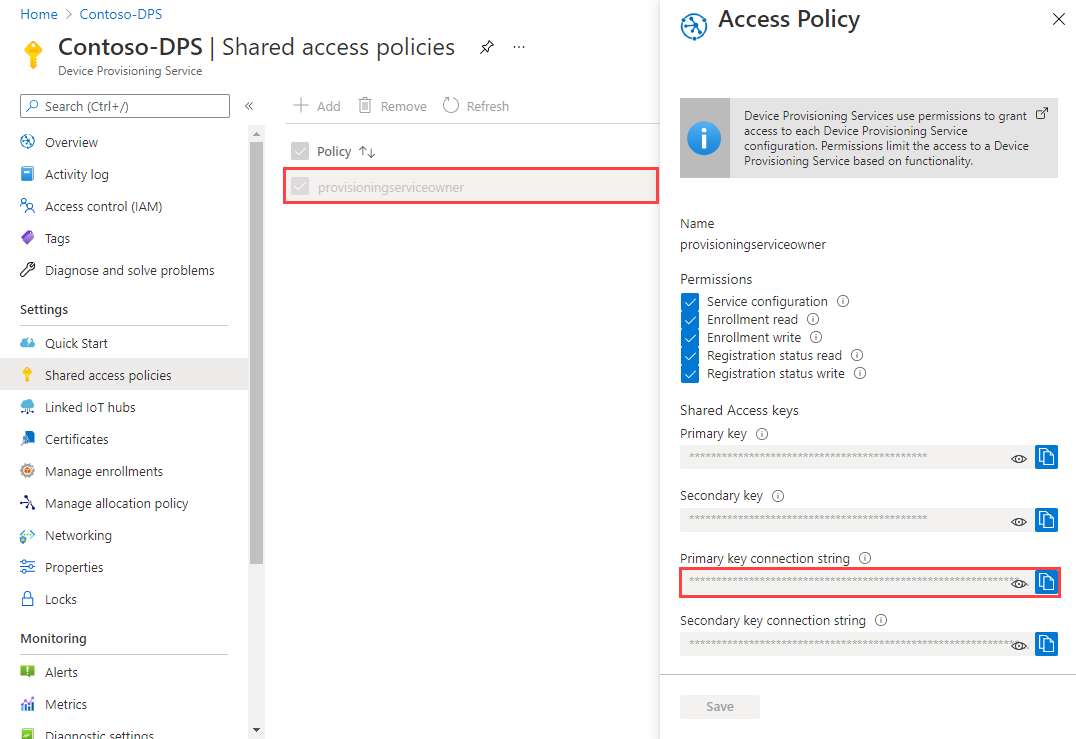 Home > Contoso-DPS
Contoso-DPS | Shared access policies ...
Device Provisioning Service
Search (Ctrl+/)
«
Overview
Activity log
Access control (IAM)
Tags
Diagnose and solve problems
Settings
Quick Start
Shared access policies
Linked IoT hubs
Certificates
Manage enrollments
Manage allocation policy
Networking
Properties
Locks
Monitoring
Alerts
Metrics
Diagnostic settings
Add Remove Refresh
Policy ↑↓
provisioningserviceowner
Access Policy
Device Provisioning Services use permissions to grant
access to each Device Provisioning Service
configuration. Permissions limit the access to a Device
Provisioning Service based on functionality.
Name
provisioningserviceowner
Permissions
Service configuration
Enrollment read
Enrollment write
Registration status read
Registration status write
Shared Access keys
Primary key
********************************************
Secondary key
********************************************
Primary key connection string
*************************************************************
Secondary key connection string
*************************************************************
Save